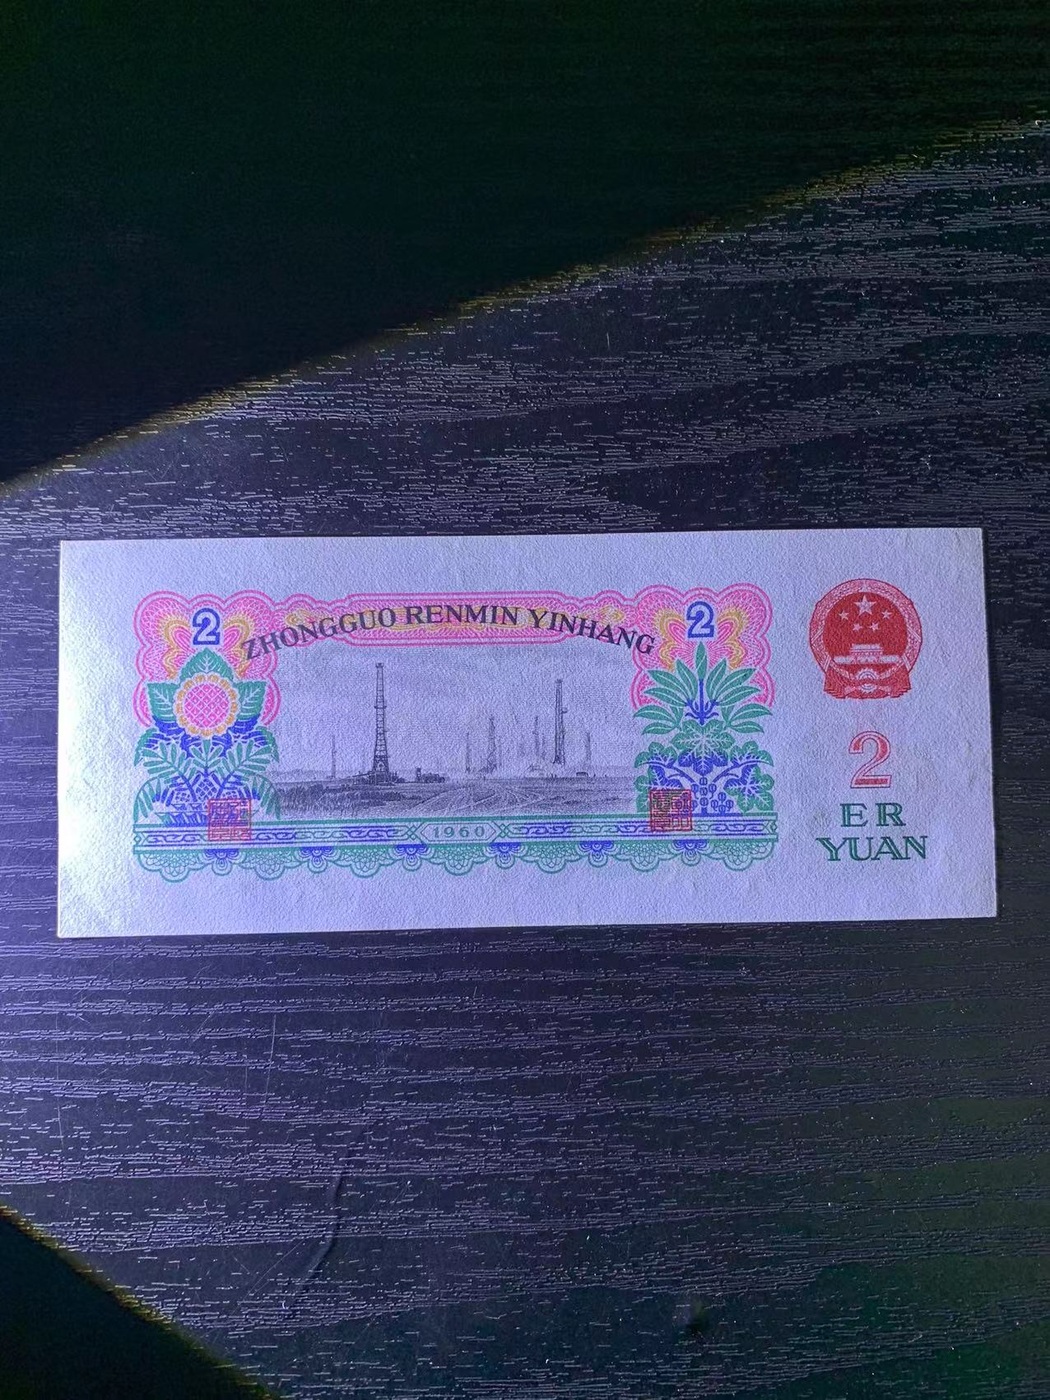 2
2
ZHONGGUO RENMIN YINHANG
1960
2
ER
YUAN